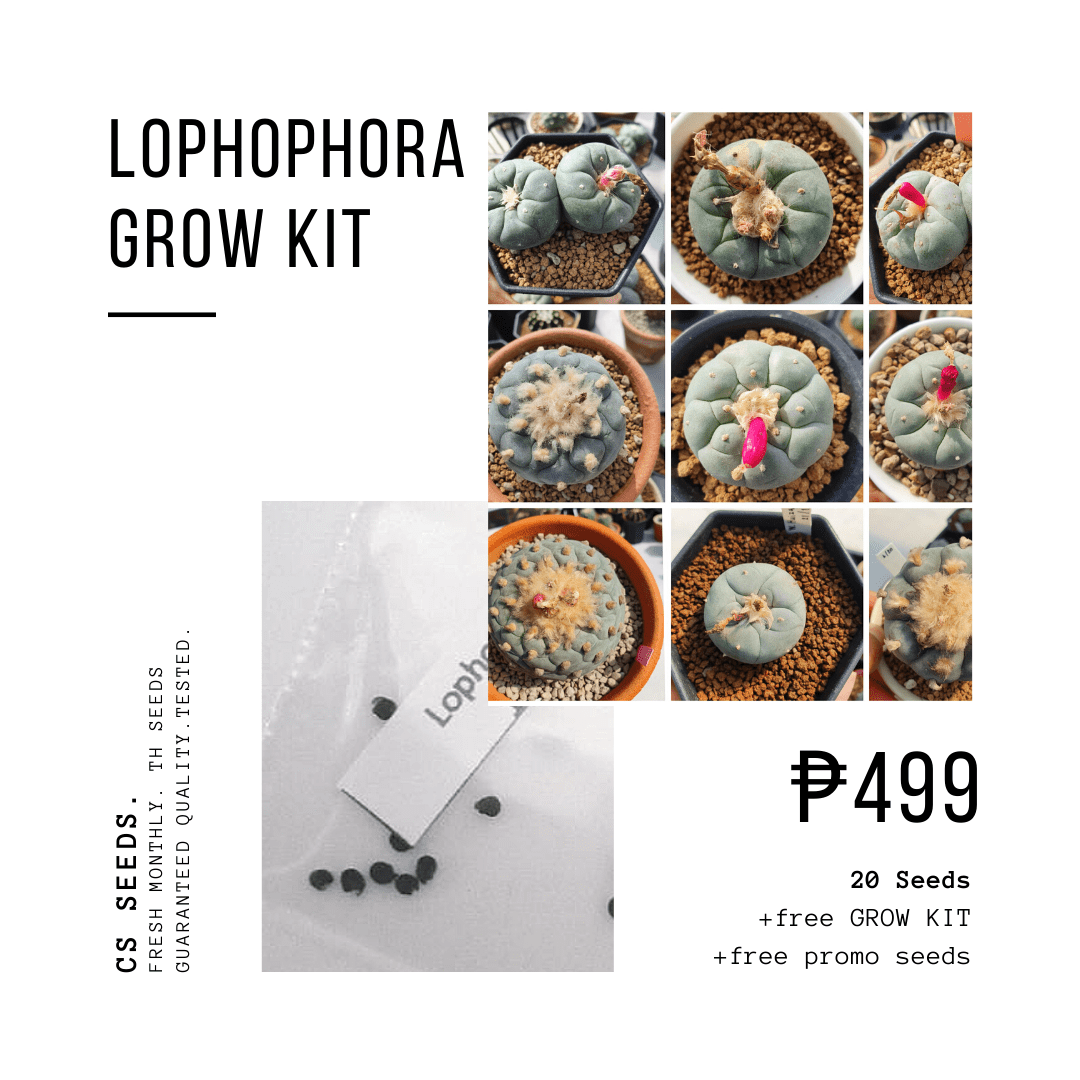 LOPHOPHORA
GROW KIT
Loph
CS SEEDS.
FRESH MONTHLY. TH SEEDS
GUARANTEED QUALITY.TESTED.
₱499
20 Seeds
+free GROW KIT
+free promo seeds